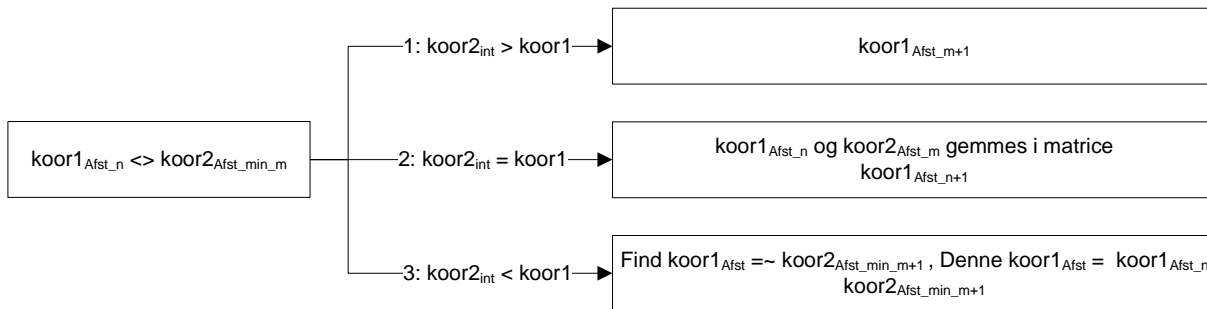 1: koor2int > koor1
koor1Afst_m+1
koor1Afst_n <> koor2Afst_min_m
2: koor2int = koor1
koor1Afst_n og koor2Afst_m gemmes i matrice
koor1Afst_n+1
3: koor2int < koor1
Find koor1Afst =~ koor2Afst_min_m+1 , Denne koor1Afst = koor1Afst_n
koor2Afst_min_m+1